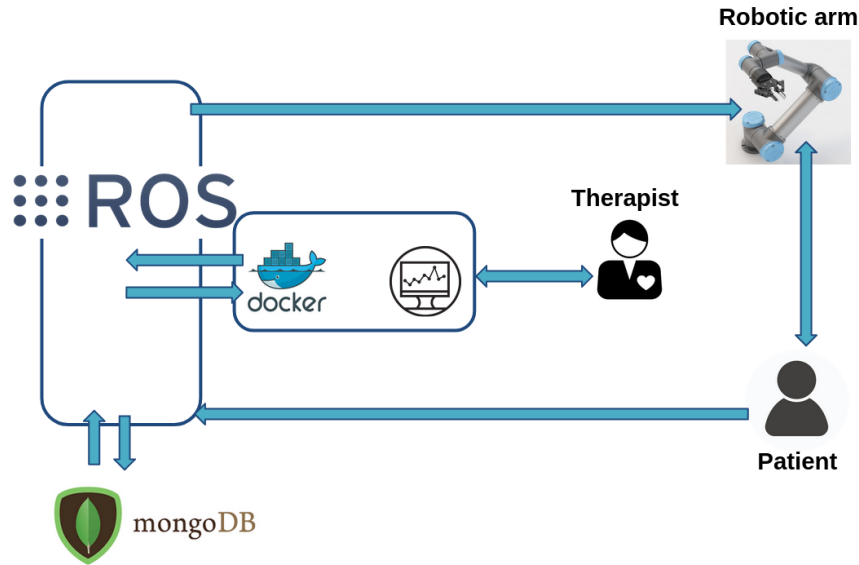 Robotic arm
ROS
Therapist
docker
Patient
mongoDB